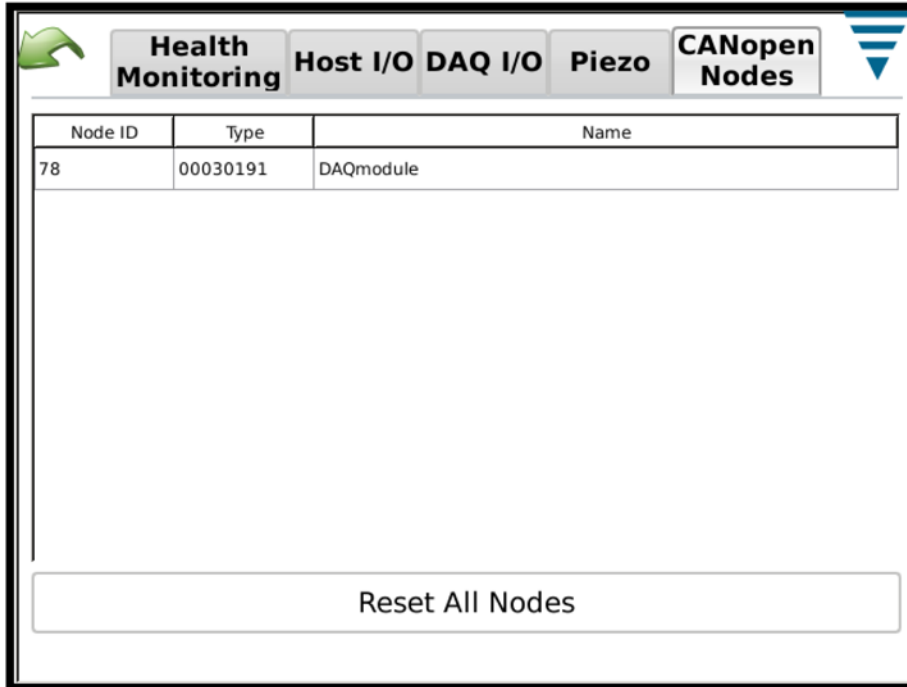 Health
Monitoring
Host I/O
DAQ I/O
Piezo
CANopen
Nodes
Node ID
Type
Name
78
00030191
DAQmodule
Reset All Nodes